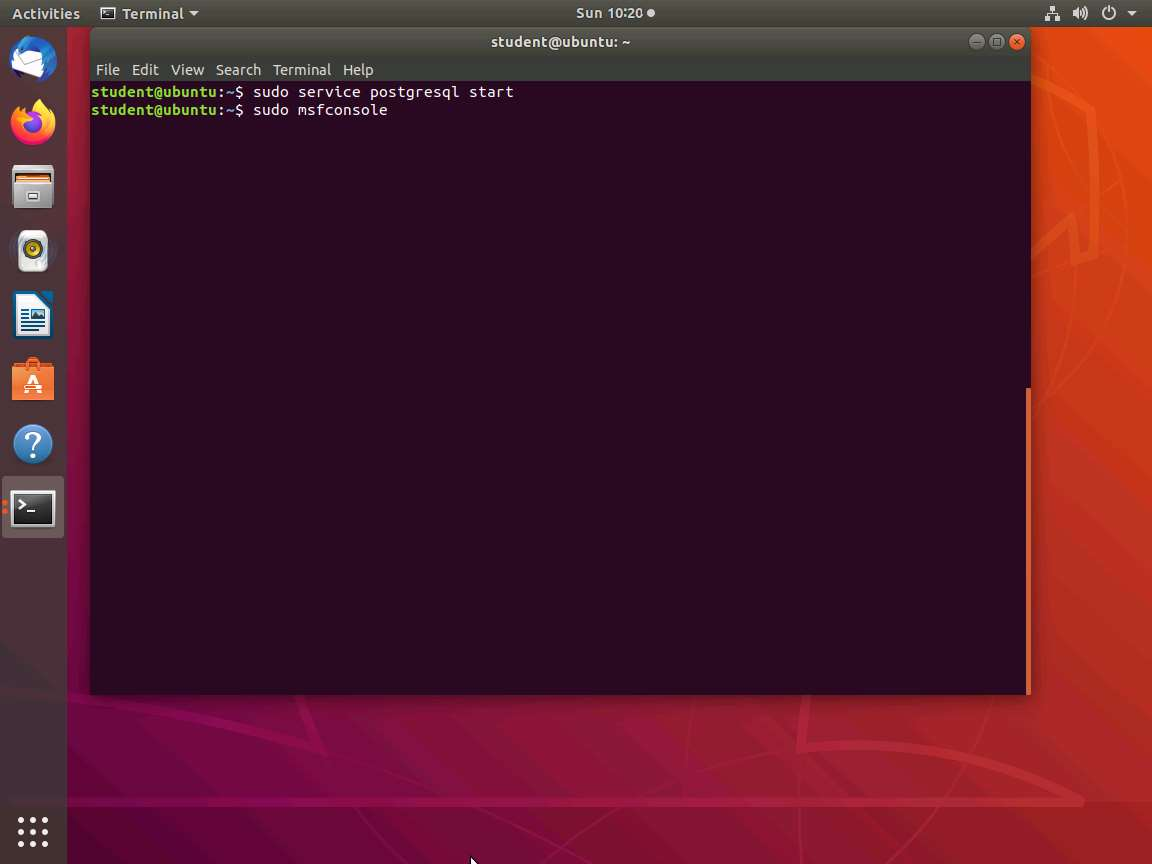 Activities Terminal Sun 10:20
student@ubuntu: ~
File Edit View Search Terminal Help
student@ubuntu:~$ sudo service postgresql start
student@ubuntu:~$ sudo msfconsole